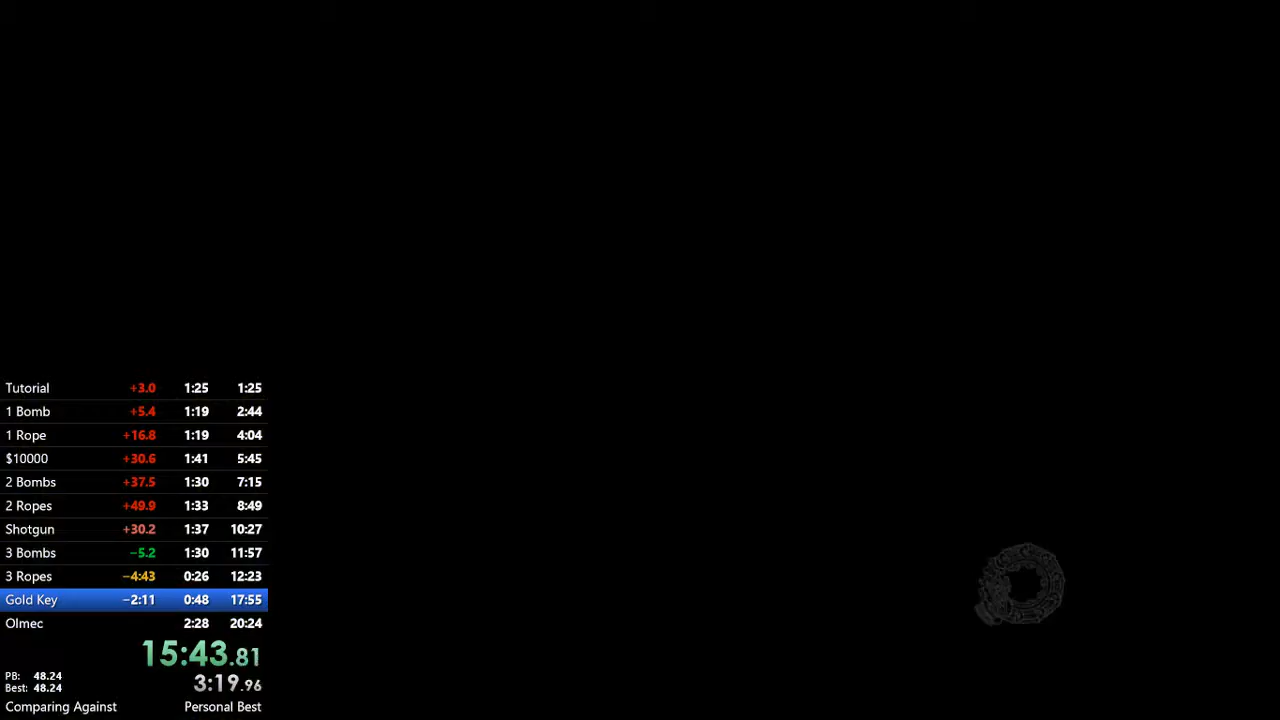 Tutorial +3.0 1:25 1:25
1 Bomb +5.4 1:19 2:44
1 Rope +16.8 1:19 4:04
$10000 +30.6 1:41 5:45
2 Bombs +37.5 1:30 7:15
2 Ropes +49.9 1:33 8:49
Shotgun +30.2 1:37 10:27
3 Bombs −5.2 1:30 11:57
3 Ropes −4:43 0:26 12:23
Gold Key −2:11 0:48 17:55
Olmec 2:28 20:24
15:43.81
PB: 48.24
Best: 48.24
3:19.96
Comparing Against Personal Best